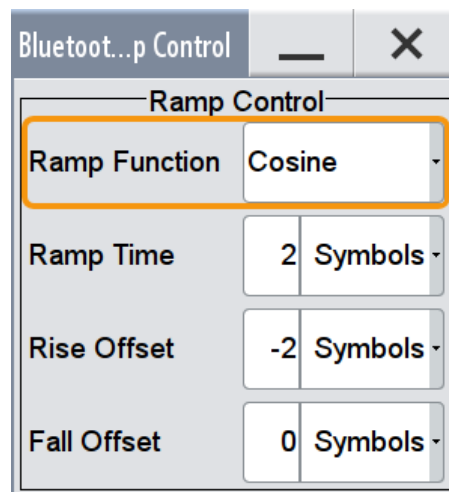 Bluetoot...p Control
Ramp Control
Ramp Function Cosine
Ramp Time 2 Symbols
Rise Offset -2 Symbols
Fall Offset 0 Symbols